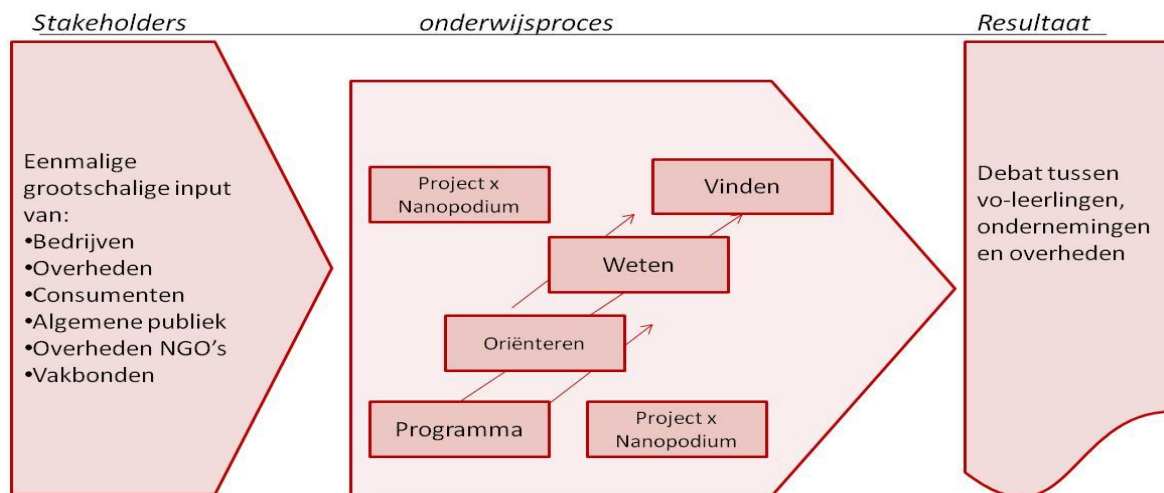 Stakeholders
onderwijsproces
Resultaat
Eenmalige
grootschalige input
van:
•Bedrijven
•Overheden
•Consumenten
•Algemene publiek
•Overheden NGO's
•Vakbonden
Project x
Nanopodium
Vinden
Weten
Oriënteren
Programma
Project x
Nanopodium
Debat tussen
vo-leerlingen,
ondernemingen
en overheden